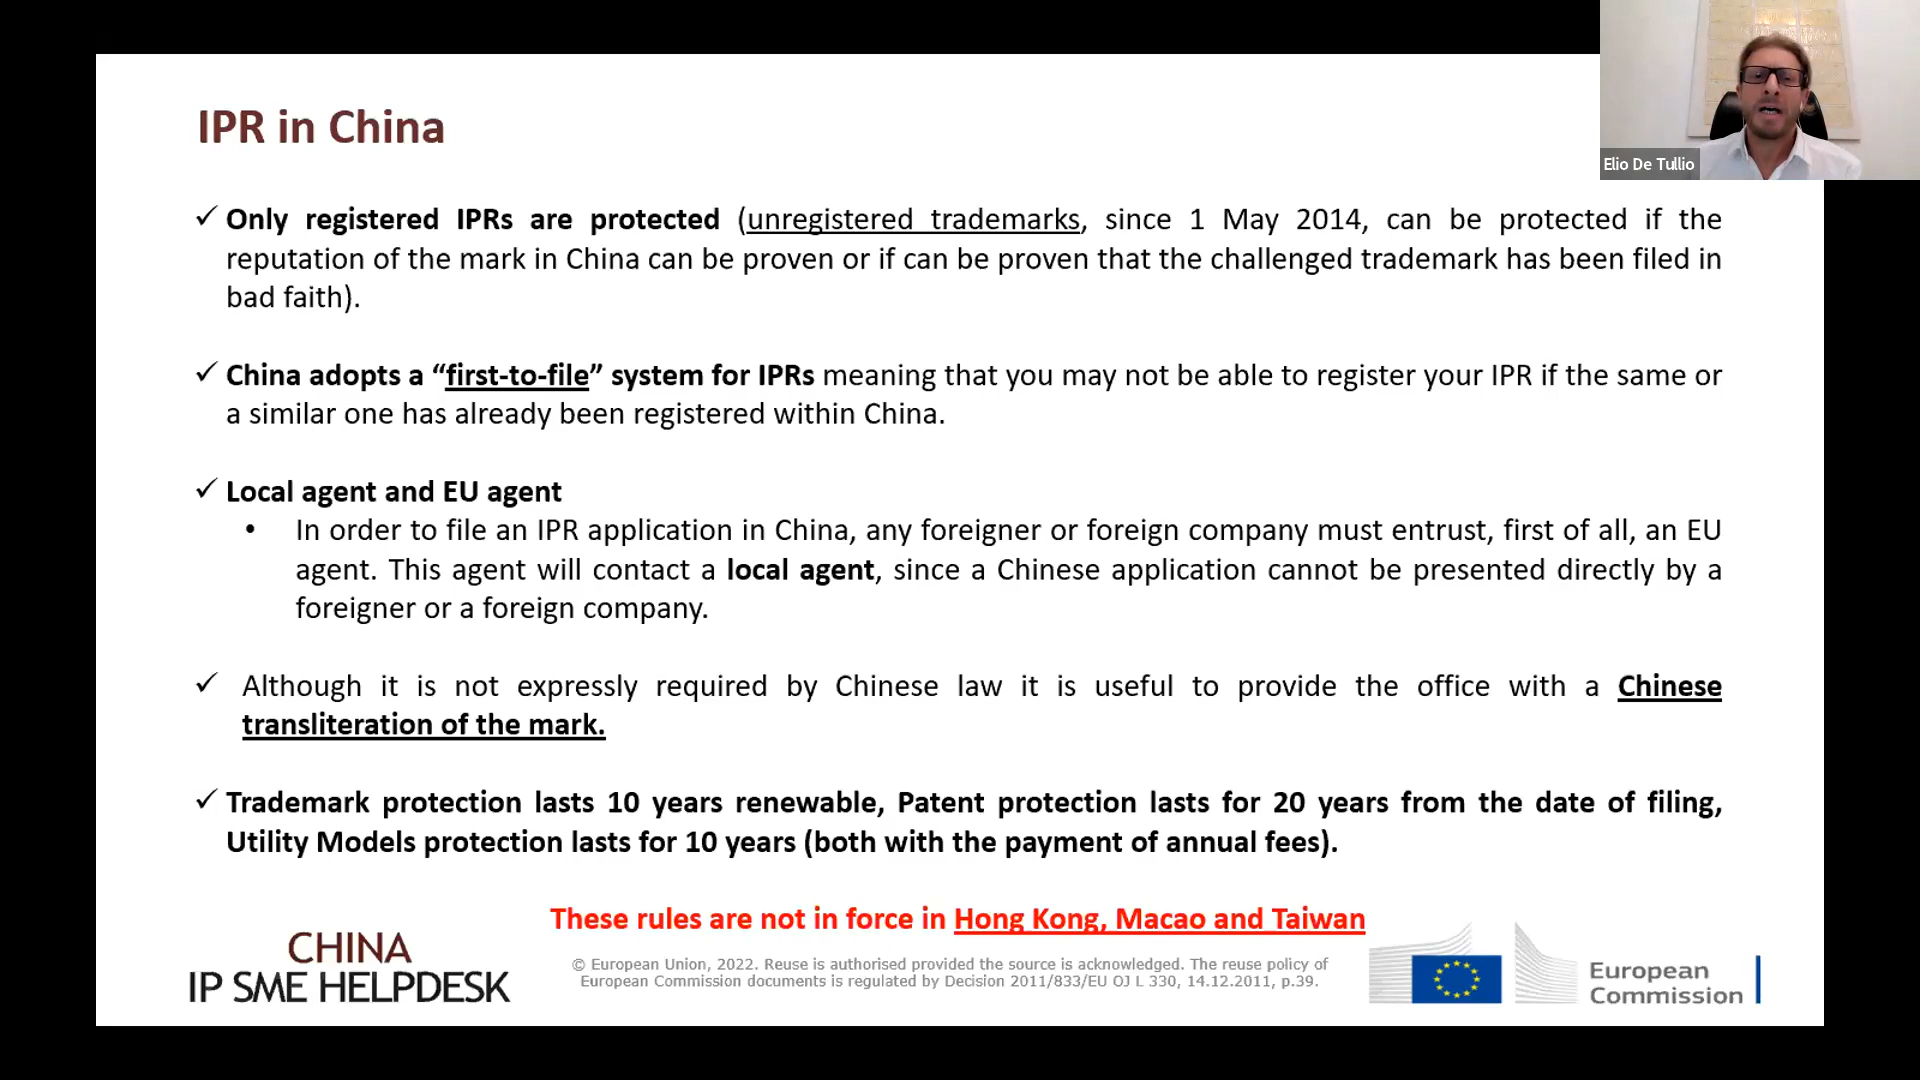 IPR in China
Elio De Tullio
✓ Only registered IPRs are protected (unregistered trademarks, since 1 May 2014, can be protected if the
reputation of the mark in China can be proven or if can be proven that the challenged trademark has been filed in
bad faith).
✓ China adopts a “first-to-file” system for IPRs meaning that you may not be able to register your IPR if the same or
a similar one has already been registered within China.
✓ Local agent and EU agent
• In order to file an IPR application in China, any foreigner or foreign company must entrust, first of all, an EU
agent. This agent will contact a local agent, since a Chinese application cannot be presented directly by a
foreigner or a foreign company.
✓ Although it is not expressly required by Chinese law it is useful to provide the office with a Chinese
transliteration of the mark.
✓ Trademark protection lasts 10 years renewable, Patent protection lasts for 20 years from the date of filing,
Utility Models protection lasts for 10 years (both with the payment of annual fees).
These rules are not in force in Hong Kong, Macao and Taiwan
CHINA
IP SME HELPDESK
© European Union, 2022. Reuse is authorised provided the source is acknowledged. The reuse policy of
European Commission documents is regulated by Decision 2011/833/EU OJ L 330, 14.12.2011, p.39.
European
Commission